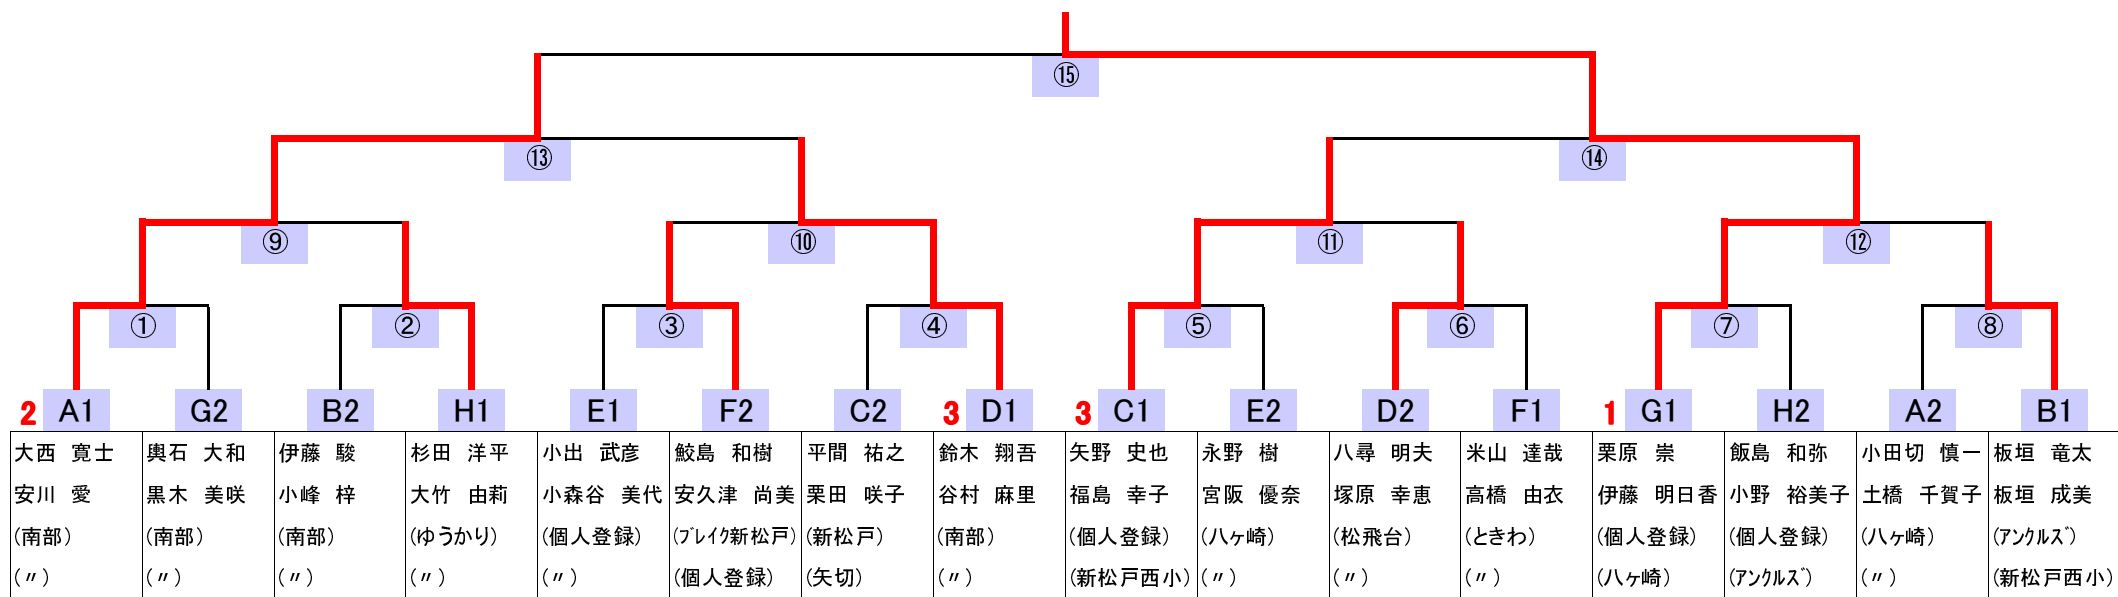 ⑮
⑬ ⑭
⑨ ⑩ ⑪ ⑫
① ② ③ ④ ⑤ ⑥ ⑦ ⑧
2 A1 G2 B2 H1 E1 F2 C2 3 D1 3 C1 E2 D2 F1 1 G1 H2 A2 B1
大西 寛士 輿石 大和 伊藤 駿 杉田 洋平 小出 武彦 鮫島 和樹 平間 祐之 鈴木 翔吾 矢野 史也 永野 樹 八尋 明夫 米山 達哉 栗原 崇 飯島 和弥 小田切 慎一 板垣 竜太
安川 愛 黒木 美咲 小峰 梓 大竹 由莉 小森谷 美代 安久津 尚美 栗田 咲子 谷村 麻里 福島 幸子 宮阪 優奈 塚原 幸恵 高橋 由衣 伊藤 明日香 小野 裕美子 土橋 千賀子 板垣 成美
(南部) (南部) (南部) (ゆうかり) (個人登録) (ﾌﾞﾚｲｸ新松戸) (新松戸) (南部) (個人登録) (八ヶ崎) (松飛台) (ときわ) (個人登録) (個人登録) (八ヶ崎) (ｱﾝｸﾙｽﾞ)
(〃) (〃) (〃) (〃) (〃) (個人登録) (矢切) (〃) (新松戸西小) (〃) (〃) (〃) (八ヶ崎) (ｱﾝｸﾙｽﾞ) (〃) (新松戸西小)